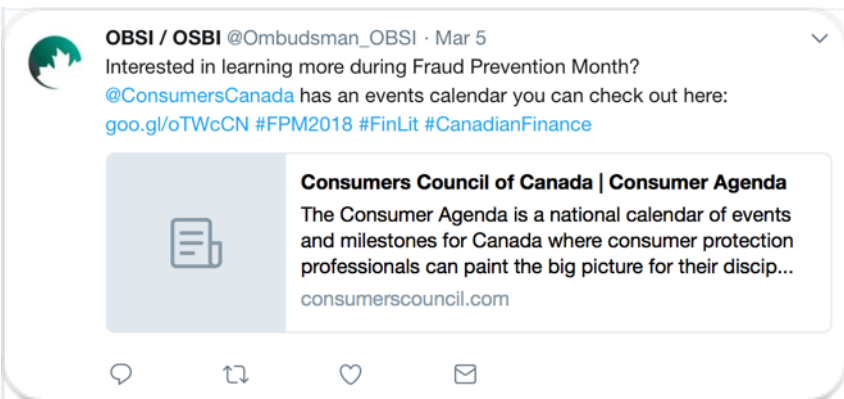 OBSI / OSBI @Ombudsman_OBSI · Mar 5
Interested in learning more during Fraud Prevention Month?
@ConsumersCanada has an events calendar you can check out here:
goo.gl/oTWcCN #FPM2018 #FinLit #CanadianFinance
Consumers Council of Canada | Consumer Agenda
The Consumer Agenda is a national calendar of events
and milestones for Canada where consumer protection
professionals can paint the big picture for their discip...
consumerscouncil.com